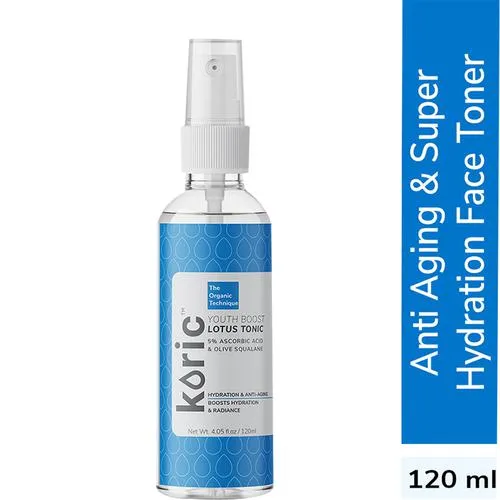 The
Organic
Technique
koric™
YOUTH BOOST
LOTUS TONIC
5% ASCORBIC ACID
& OLIVE SQUALANE
HYDRATION & ANTI-AGING
BOOSTS HYDRATION
& RADIANCE
Net Wt. 4.05 fl.oz / 120ml
Anti Aging & Super
Hydration Face Toner
120 ml